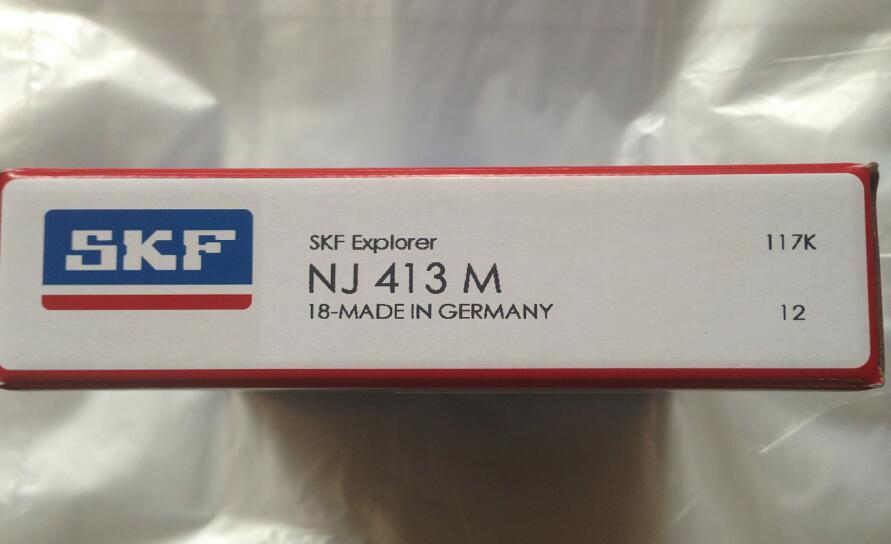 SKF
SKF Explorer
NJ 413 M
18-MADE IN GERMANY
117K
12